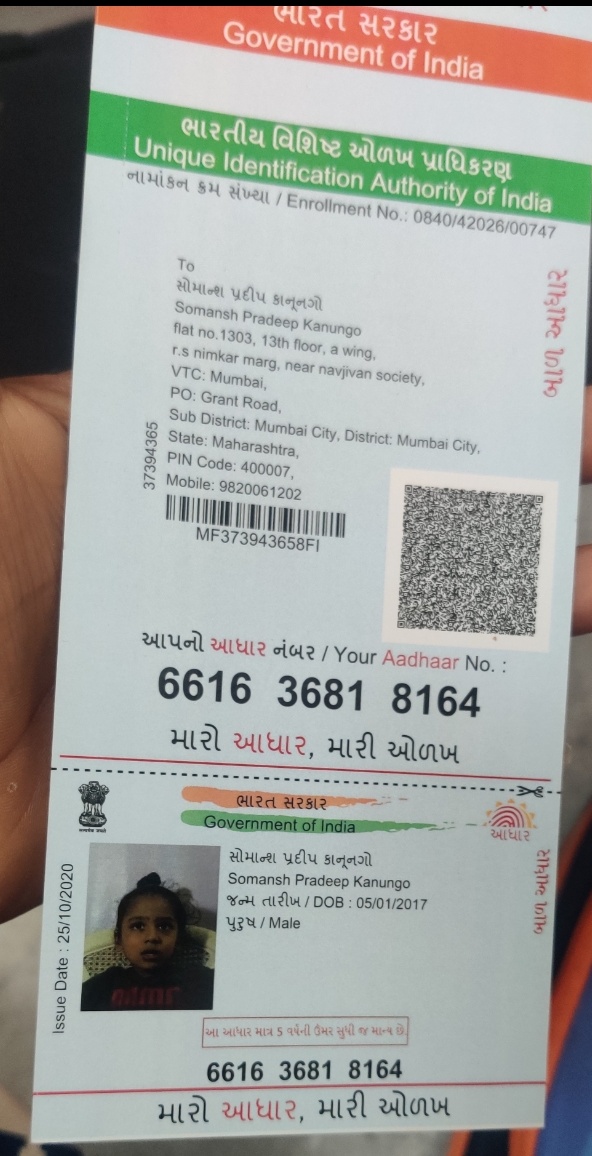 ભારત સરકાર
Government of India
ભારતીય વિશિષ્ટ ઓળખ પ્રાધિકરણ
Unique Identification Authority of India
નામાંકન ક્રમ સંખ્યા / Enrollment No.: 0840/42026/00747
To
સોમાન્શ પ્રદીપ કાનૂનગો
Somansh Pradeep Kanungo
flat no.1303, 13th floor, a wing,
r.s nimkar marg, near navjivan society,
VTC: Mumbai,
PO: Grant Road,
Sub District: Mumbai City, District: Mumbai City,
State: Maharashtra,
PIN Code: 400007,
Mobile: 9820061202
37394365
MF373943658FI
આપનો આધાર નંબર / Your Aadhaar No. :
6616 3681 8164
મારો આધાર, મારી ઓળખ
ભારત સરકાર
Government of India
આધાર
સોમાન્શ પ્રદીપ કાનૂનગો
Somansh Pradeep Kanungo
જન્મ તારીખ / DOB : 05/01/2017
પુરુષ / Male
Issue Date : 25/10/2020
આ આધાર માત્ર 5 વર્ષની ઉંમર સુધી જ માન્ય છે
6616 3681 8164
મારો આધાર, મારી ઓળખ